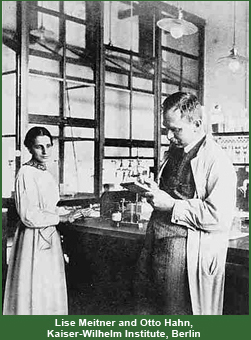 Lise Meitner and Otto Hahn,
Kaiser-Wilhelm Institute, Berlin